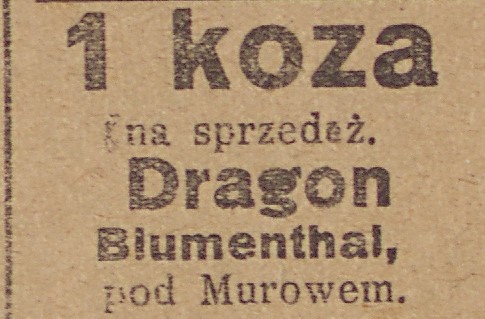 1 koza
na sprzedaż.
Dragon
Blumenthal,
pod Murowem.